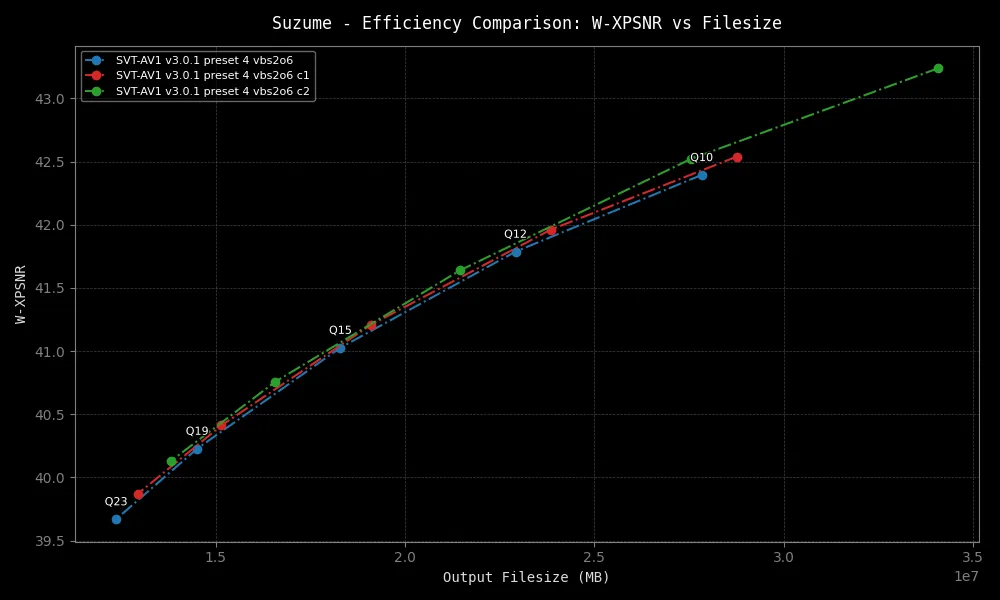 Suzume - Efficiency Comparison: W-XPSNR vs Filesize
SVT-AV1 v3.0.1 preset 4 vbs2o6
SVT-AV1 v3.0.1 preset 4 vbs2o6 c1
SVT-AV1 v3.0.1 preset 4 vbs2o6 c2
43.0
42.5
42.0
41.5
41.0
40.5
40.0
39.5
W-XPSNR
Q10
Q12
Q15
Q19
Q23
1.5 2.0 2.5 3.0 3.5
1e7
Output Filesize (MB)